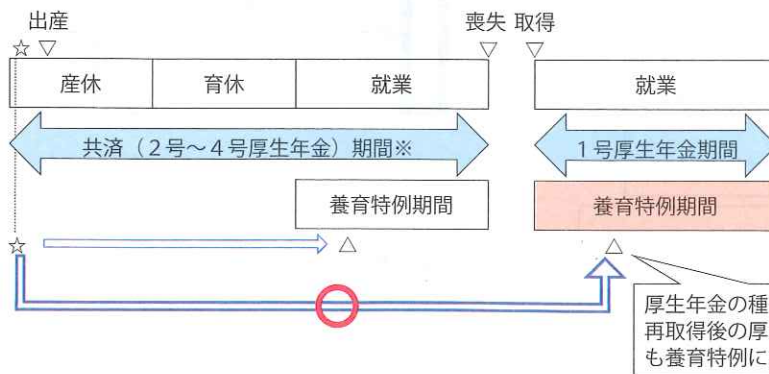 出産
喪失 取得
☆ ▽ ▽ △
産休 育休 就業 就業
共済（2号～4号厚生年金）期間※ 1号厚生年金期間
養育特例期間 養育特例期間
☆ △ △
厚生年金の種
再取得後の厚
も養育特例に